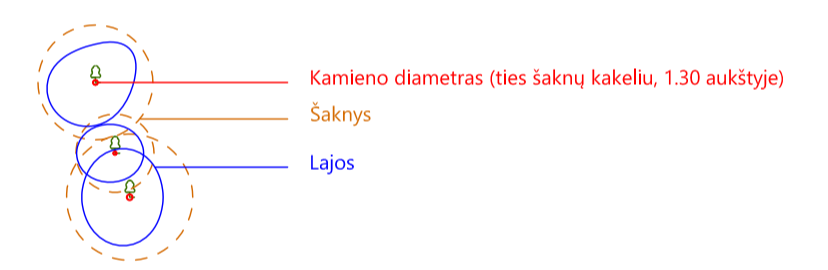 Kamieno diametras (ties šaknų kakeliu, 1.30 aukštyje)
Šaknys
Lajos